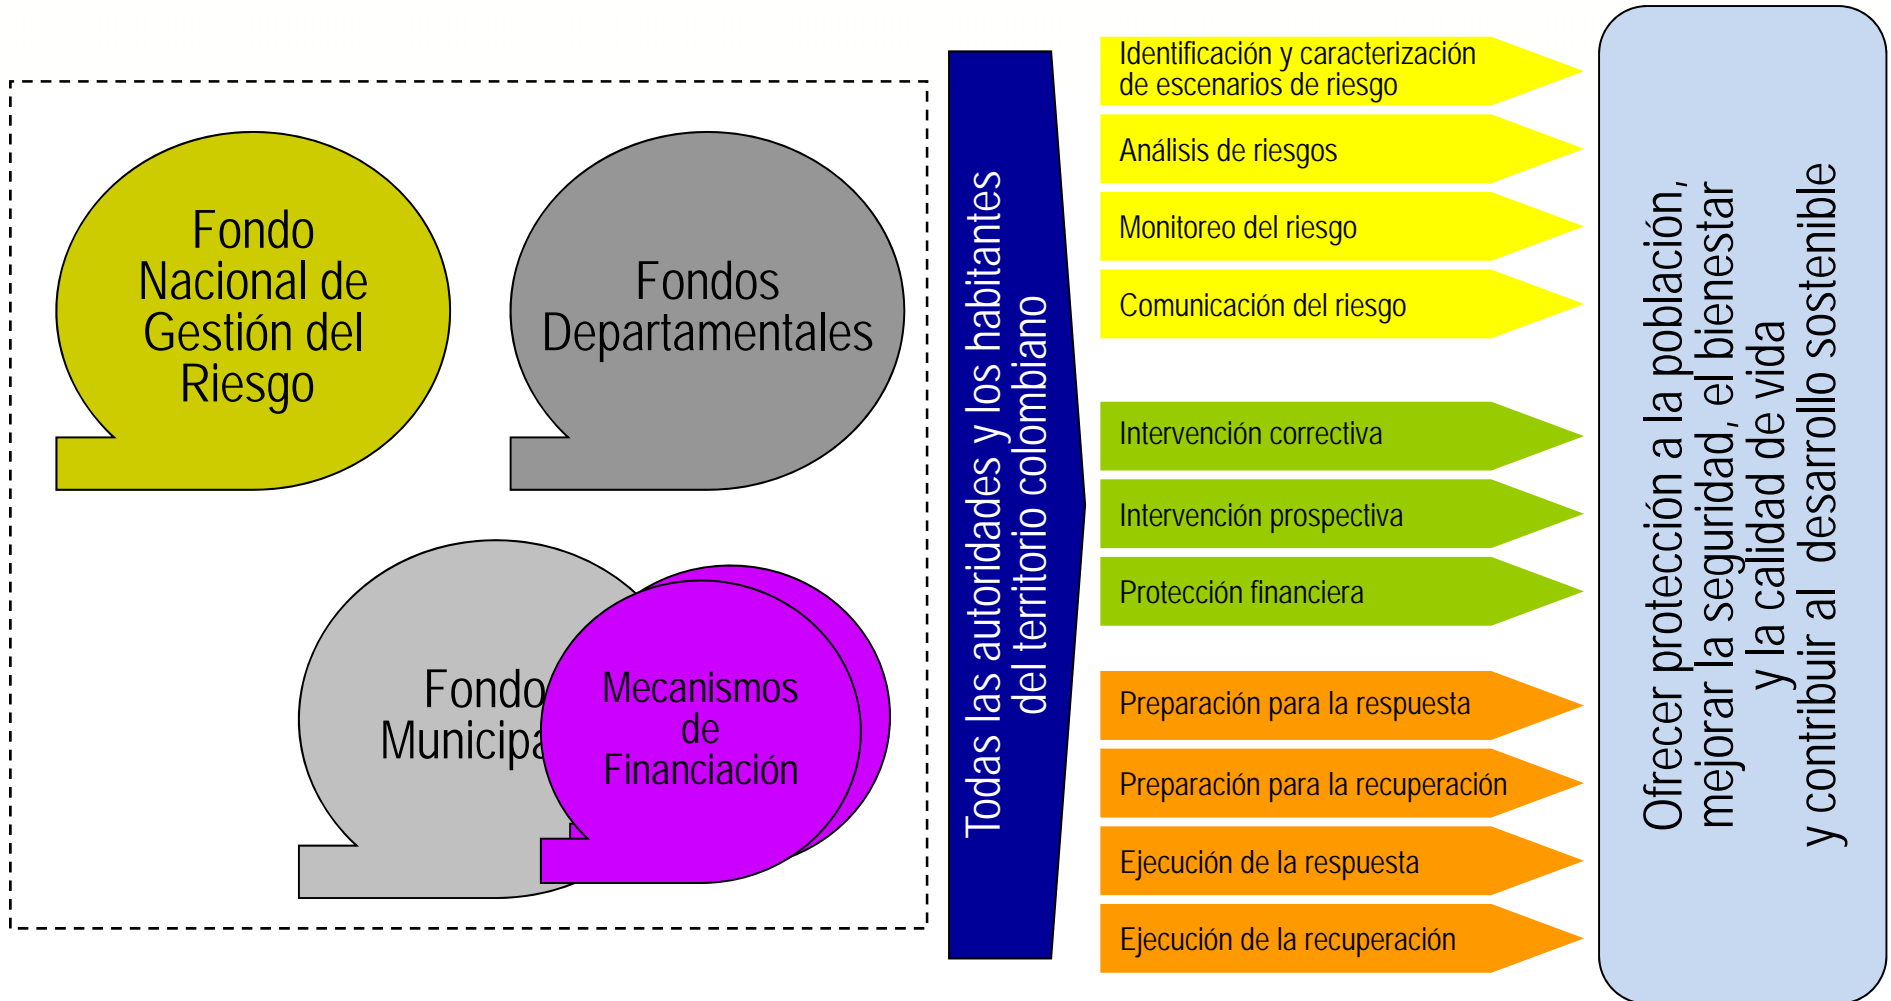 Fondo
Nacional de
Gestión del
Riesgo
Fondos
Departamentales
Fondo
Municipa
Mecanismos
de
Financiación
Todas las autoridades y los habitantes
del territorio colombiano
Identificación y caracterización
de escenarios de riesgo
Análisis de riesgos
Monitoreo del riesgo
Comunicación del riesgo
Intervención correctiva
Intervención prospectiva
Protección financiera
Preparación para la respuesta
Preparación para la recuperación
Ejecución de la respuesta
Ejecución de la recuperación
Ofrecer protección a la población,
mejorar la seguridad, el bienestar
y la calidad de vida
y contribuir al desarrollo sostenible